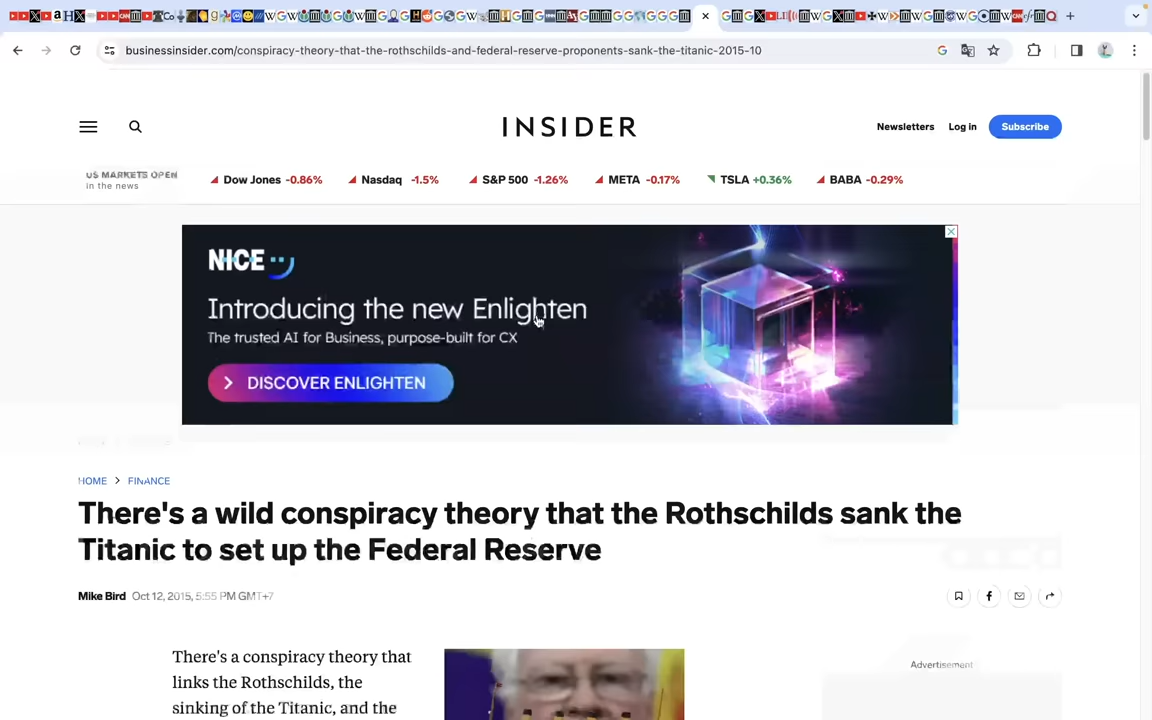 businessinsider.com/conspiracy-theory-that-the-rothschilds-and-federal-reserve-proponents-sank-the-titanic-2015-10
INSIDER
Newsletters Log in Subscribe
US MARKETS OPEN
In the news
Dow Jones -0.86% Nasdaq -1.5% S&P 500 -1.26% META -0.17% TSLA +0.36% BABA -0.29%
NICE
Introducing the new Enlighten
The trusted AI for Business, purpose-built for CX
> DISCOVER ENLIGHTEN
HOME > FINANCE
There's a wild conspiracy theory that the Rothschilds sank the
Titanic to set up the Federal Reserve
Mike Bird Oct 12, 2015, 5:55 PM GMT+7
There's a conspiracy theory that
links the Rothschilds, the
sinking of the Titanic, and the
Advertisement